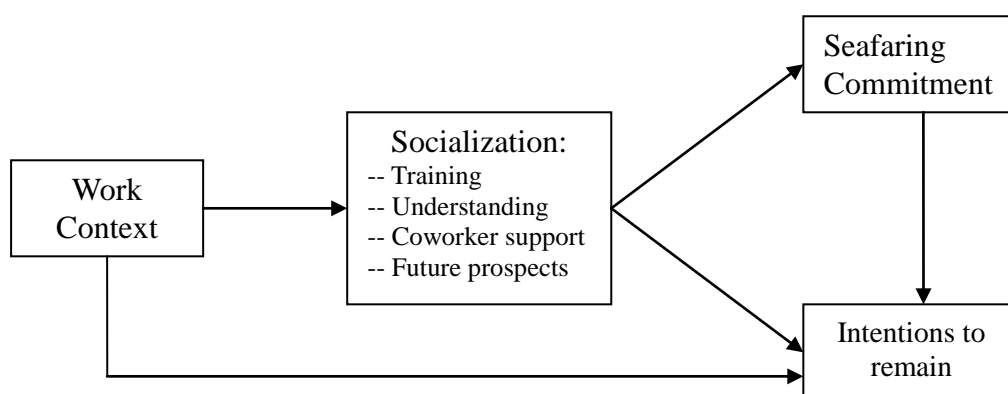 Work
Context
Socialization:
-- Training
-- Understanding
-- Coworker support
-- Future prospects
Seafaring
Commitment
Intentions to
remain